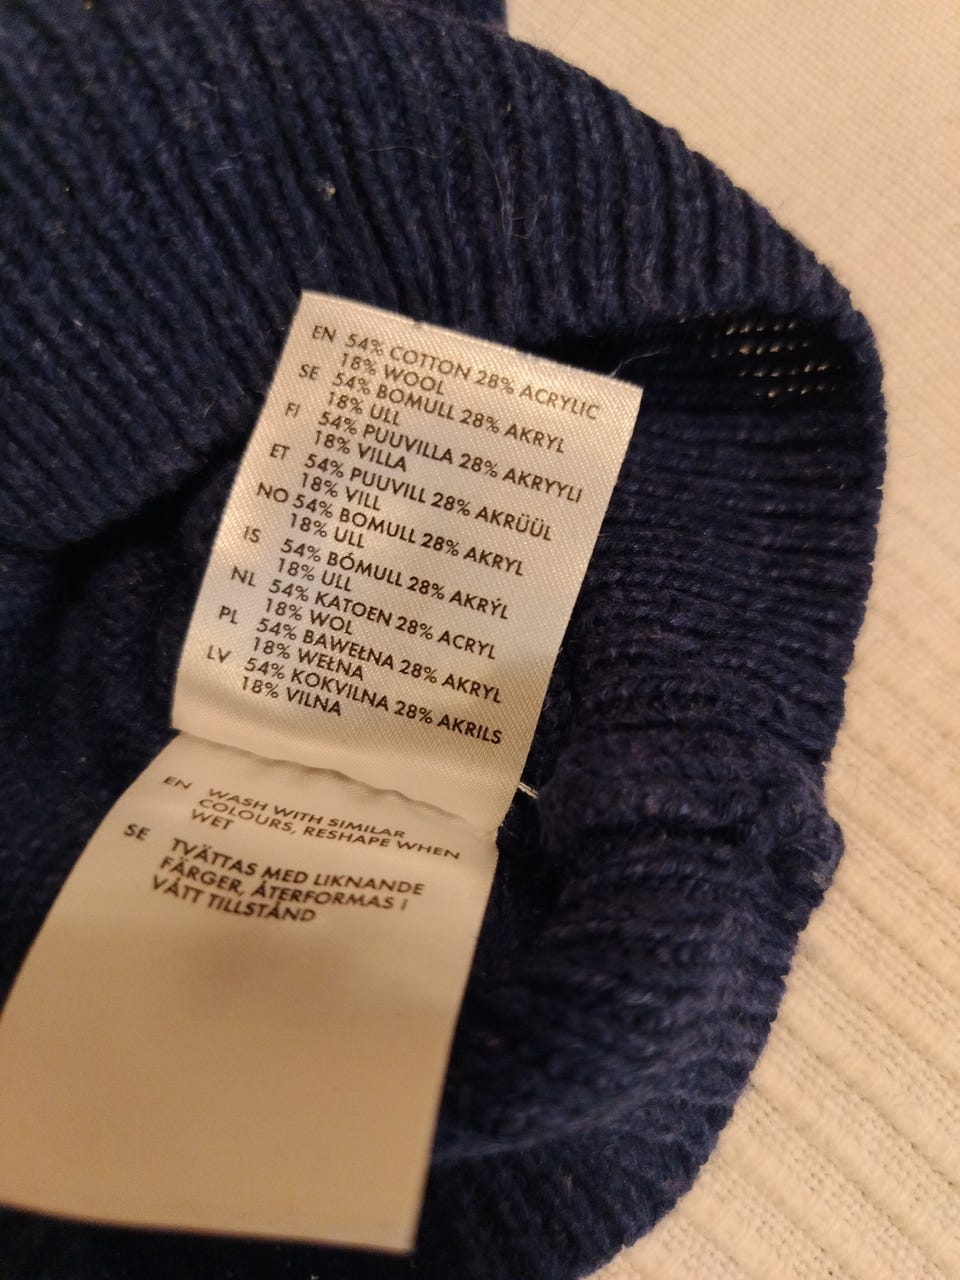 EN 54% COTTON 28% ACRYLIC
18% WOOL
SE 54% BOMULL 28% AKRYL
18% ULL
FI 54% PUUVILLA 28% AKRYYLI
18% VILLA
ET 54% PUUVILL 28% AKRÜÜL
18% VILL
NO 54% BOMULL 28% AKRYL
18% ULL
IS 54% BÓMULL 28% AKRÝL
18% ULL
NL 54% KATOEN 28% ACRYL
18% WOL
PL 54% BAWEŁNA 28% AKRYL
18% WEŁNA
LV 54% KOKVILNA 28% AKRILS
18% VILNA
EN WASH WITH SIMILAR
COLOURS, RESHAPE WHEN
WET
SE TVÄTTAS MED LIKNANDE
FÄRGER, ÅTERFORMAS I
VÅTT TILLSTÅND